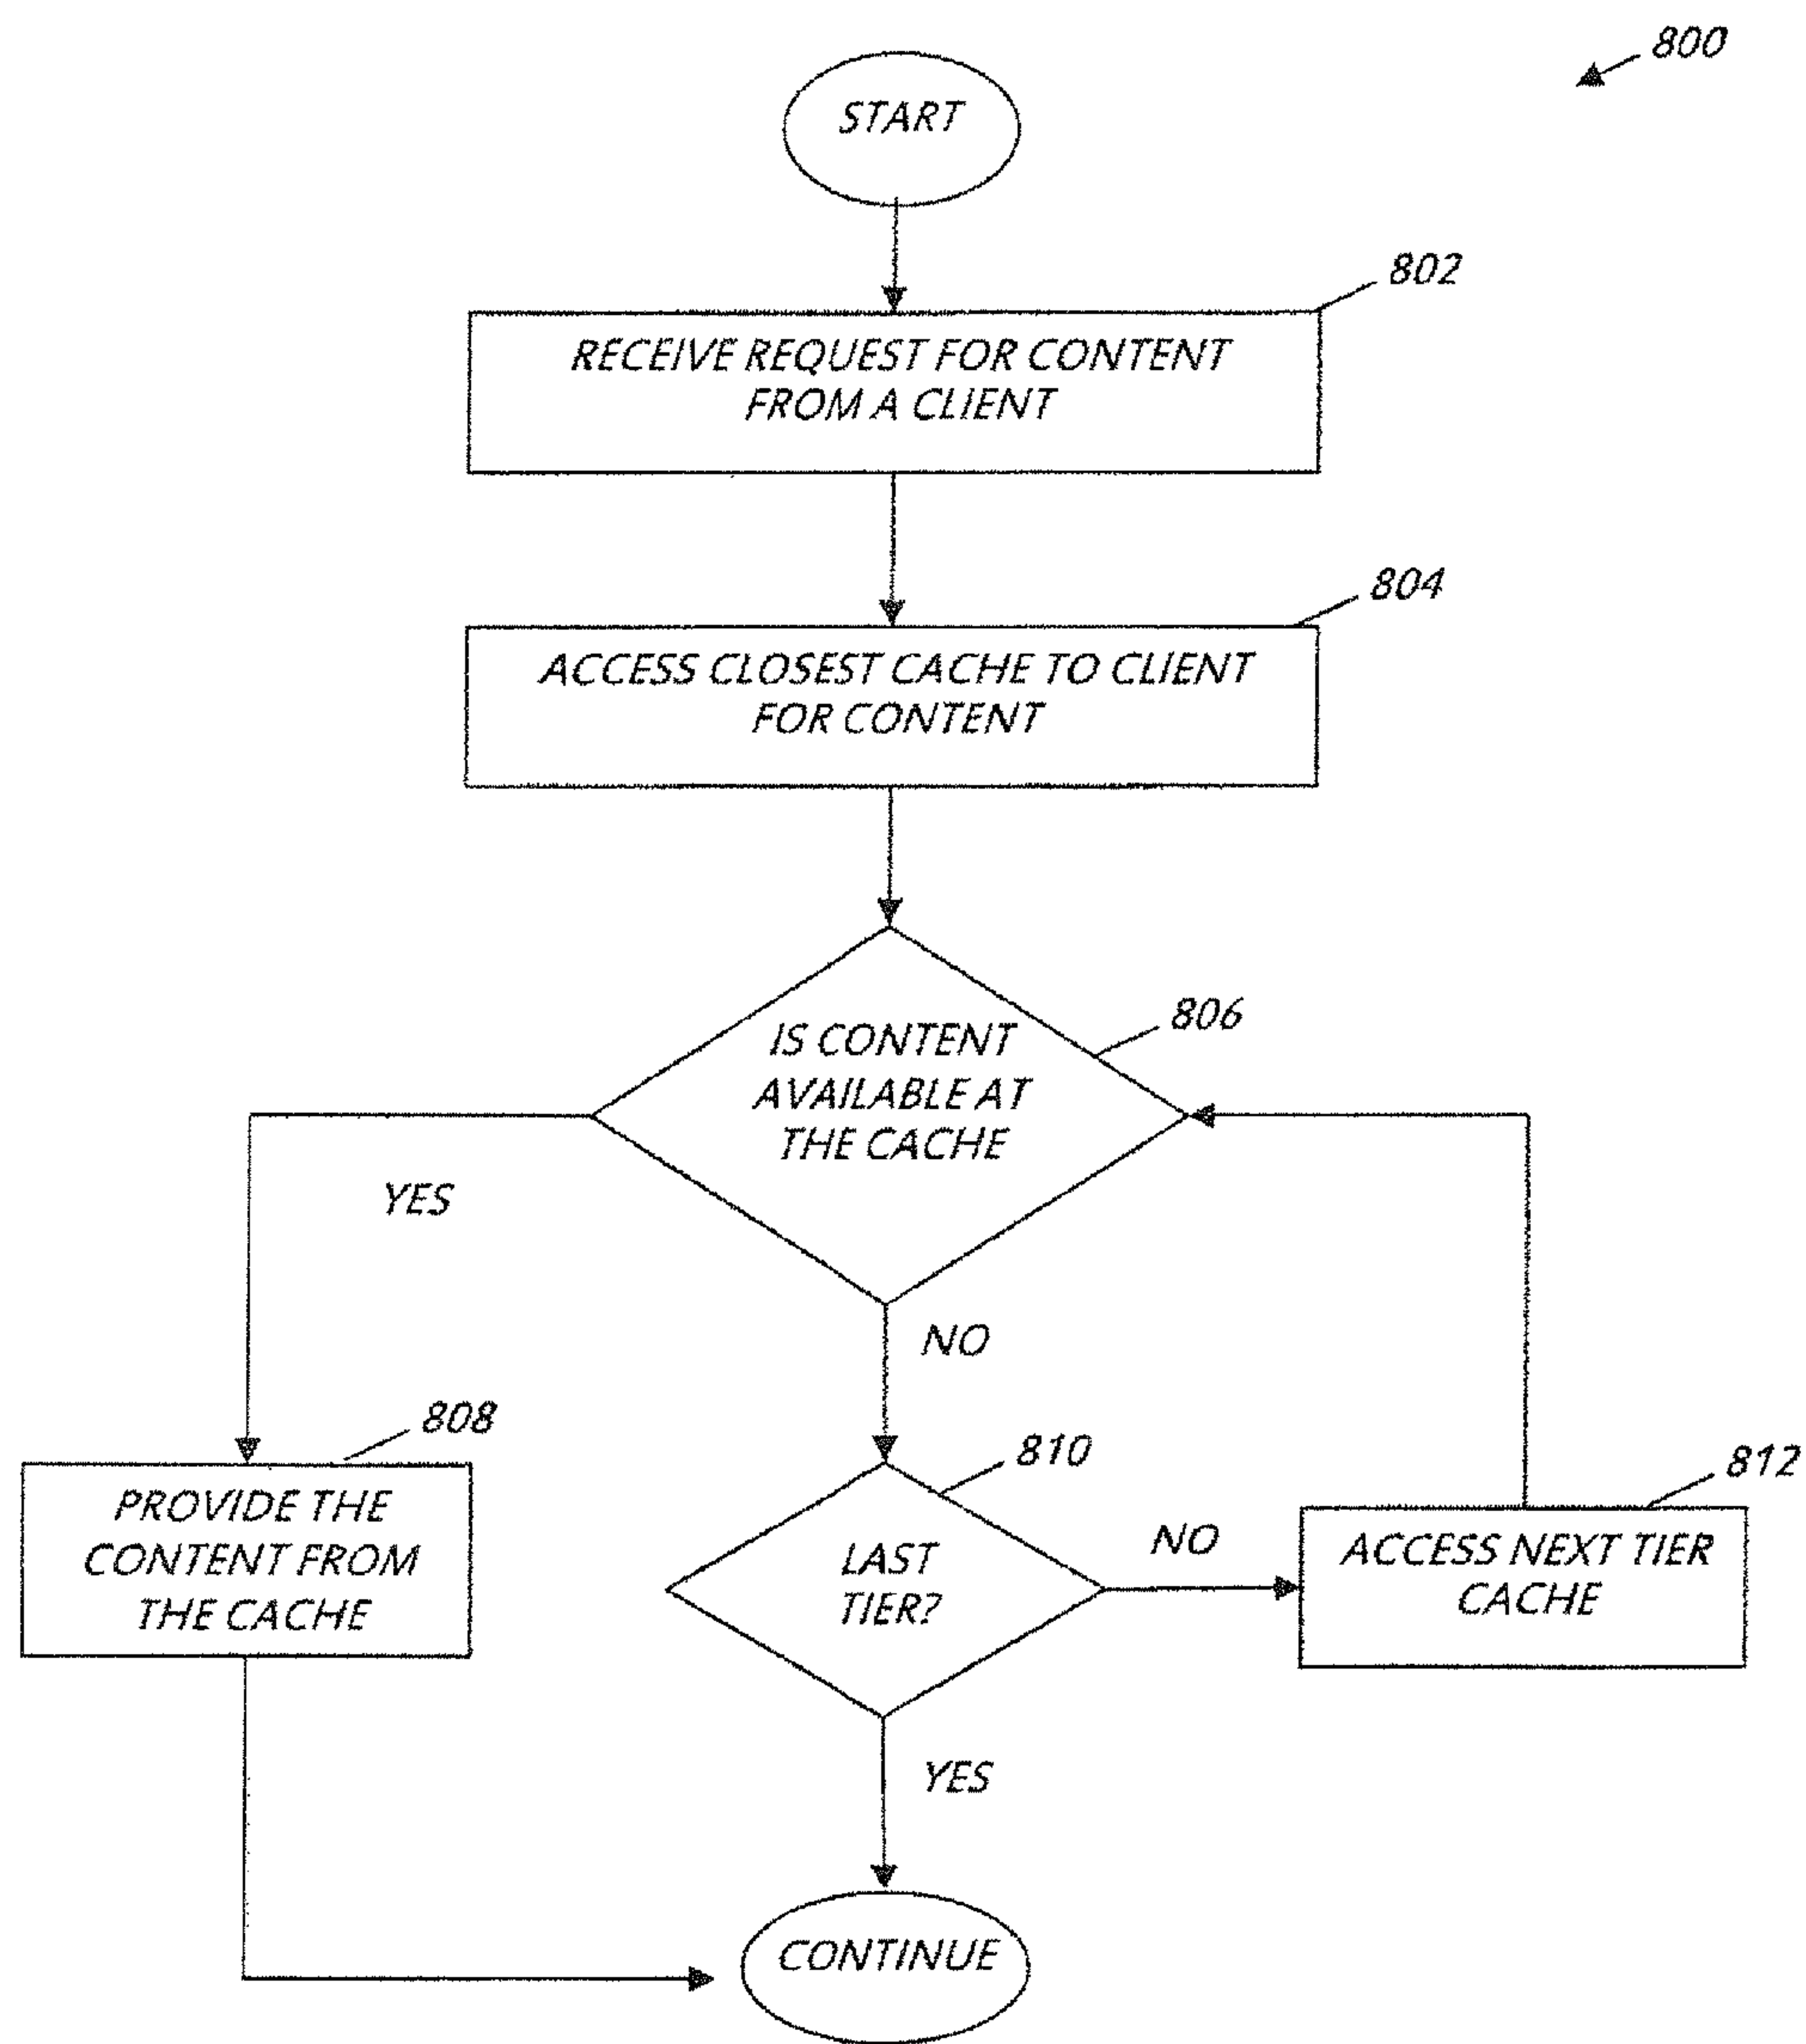 800
START
802
RECEIVE REQUEST FOR CONTENT
FROM A CLIENT
804
ACCESS CLOSEST CACHE TO CLIENT
FOR CONTENT
806
IS CONTENT
AVAILABLE AT
THE CACHE
YES
NO
808
PROVIDE THE
CONTENT FROM
THE CACHE
810
LAST
TIER?
NO
812
ACCESS NEXT TIER
CACHE
YES
CONTINUE